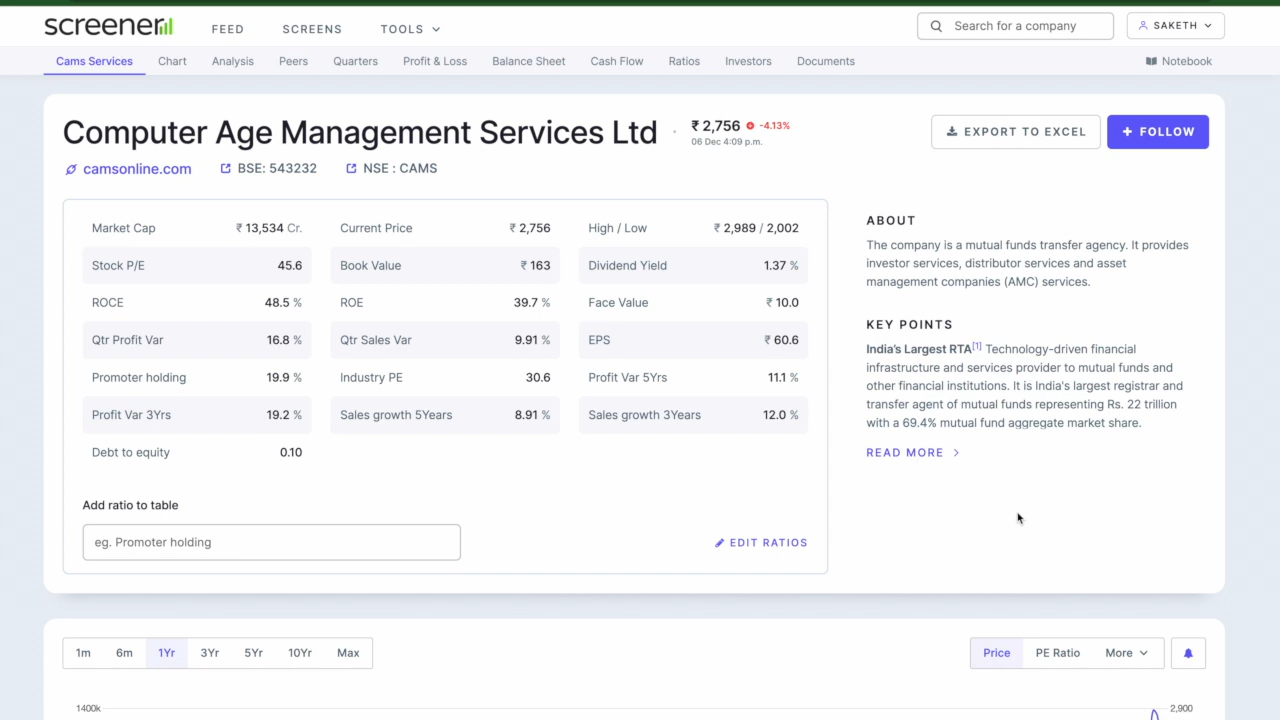 screener
FEED SCREENS TOOLS
Search for a company
SAKETH
Cams Services Chart Analysis Peers Quarters Profit & Loss Balance Sheet Cash Flow Ratios Investors Documents Notebook
Computer Age Management Services Ltd
₹ 2,756 -4.13%
06 Dec 4:09 p.m.
EXPORT TO EXCEL
+ FOLLOW
camsonline.com BSE: 543232 NSE : CAMS
Market Cap ₹ 13,534 Cr. Current Price ₹ 2,756 High / Low ₹ 2,989 / 2,002
Stock P/E 45.6 Book Value ₹ 163 Dividend Yield 1.37 %
ROCE 48.5 % ROE 39.7 % Face Value ₹ 10.0
Qtr Profit Var 16.8 % Qtr Sales Var 9.91 % EPS ₹ 60.6
Promoter holding 19.9 % Industry PE 30.6 Profit Var 5Yrs 11.1 %
Profit Var 3Yrs 19.2 % Sales growth 5Years 8.91 % Sales growth 3Years 12.0 %
Debt to equity 0.10
Add ratio to table
eg. Promoter holding
EDIT RATIOS
ABOUT
The company is a mutual funds transfer agency. It provides
investor services, distributor services and asset
management companies (AMC) services.
KEY POINTS
India's Largest RTA[1] Technology-driven financial
infrastructure and services provider to mutual funds and
other financial institutions. It is India's largest registrar and
transfer agent of mutual funds representing Rs. 22 trillion
with a 69.4% mutual fund aggregate market share.
READ MORE
1m 6m 1Yr 3Yr 5Yr 10Yr Max
Price PE Ratio More
1400k 2,900